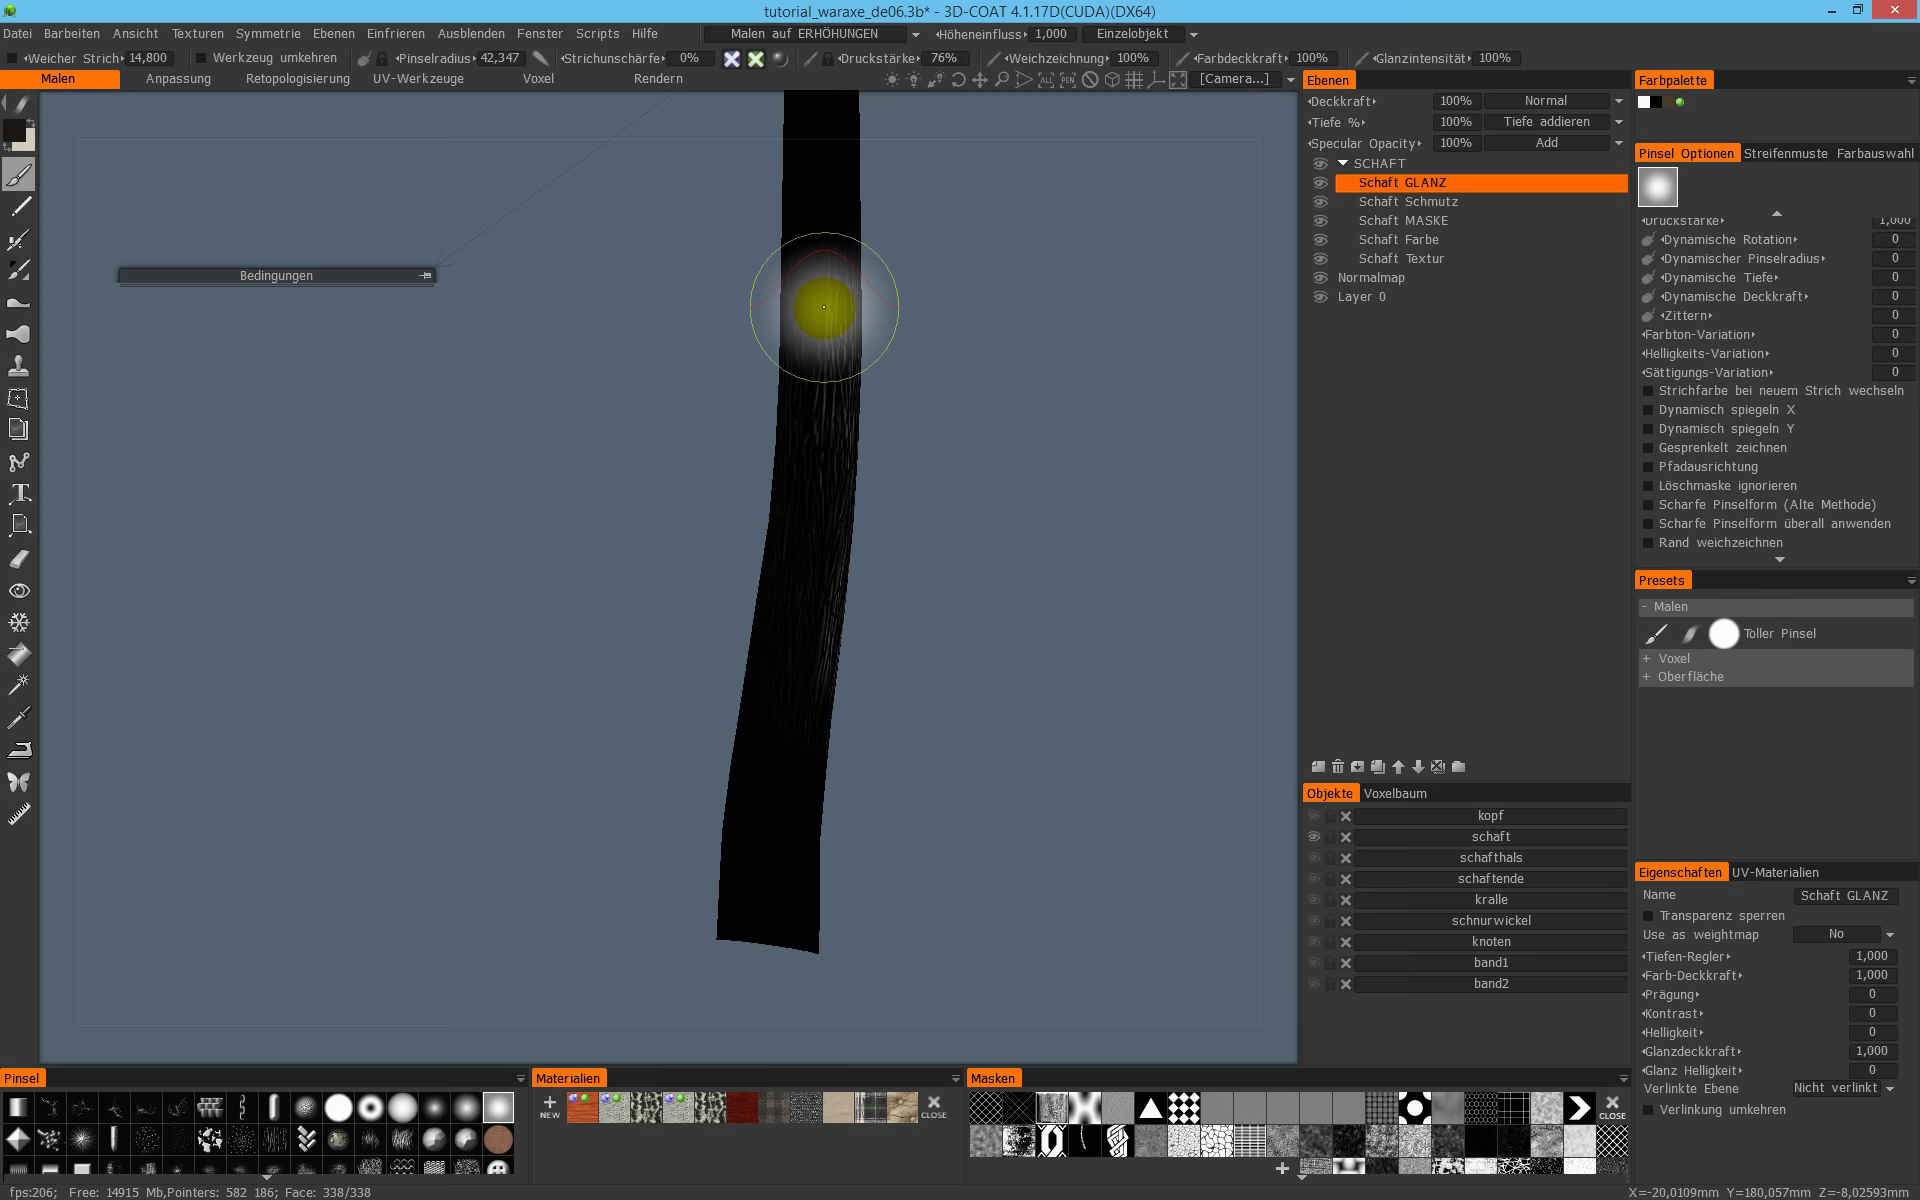 tutorial_waraxe_de06.3b* - 3D-COAT 4.1.17D(CUDA)(DX64)
Datei Bearbeiten Ansicht Texturen Symmetrie Ebenen Einfrieren Ausblenden Fenster Scripts Hilfe Malen auf ERHÖHUNGEN Höheneinfluss 1,000 Einzelobjekt
Weicher Strich 14,800 Werkzeug umkehren Pinselradius 42,347 Strichunschärfe 0% Druckstärke 76% Weichzeichnung 100% Farbdeckkraft 100% Glanzintensität 100%
Malen Anpassung Retopologisierung UV-Werkzeuge Voxel Rendern [Camera...]
Bedingungen
Ebenen
Deckkraft 100% Normal
Tiefe % 100% Tiefe addieren
Specular Opacity 100% Add
SCHAFT
Schaft GLANZ
Schaft Schmutz
Schaft MASKE
Schaft Farbe
Schaft Textur
Normalmap
Layer 0
Objekte Voxelbaum
kopf
schaft
schafthals
schaftende
kralle
schnurwickel
knoten
band1
band2
Farbpalette
Pinsel Optionen Streifenmuste Farbauswahl
Druckstärke 1,000
Dynamische Rotation 0
Dynamischer Pinselradius 0
Dynamische Tiefe 0
Dynamische Deckkraft 0
Zittern 0
Farbton-Variation 0
Helligkeits-Variation 0
Sättigungs-Variation 0
Strichfarbe bei neuem Strich wechseln
Dynamisch spiegeln X
Dynamisch spiegeln Y
Gesprenkelt zeichnen
Pfadausrichtung
Löschmaske ignorieren
Scharfe Pinselform (Alte Methode)
Scharfe Pinselform überall anwenden
Rand weichzeichnen
Presets
- Malen
Toller Pinsel
+ Voxel
+ Oberfläche
Eigenschaften UV-Materialien
Name Schaft GLANZ
Transparenz sperren
Use as weightmap No
Tiefen-Regler 1,000
Farb-Deckkraft 1,000
Prägung 0
Kontrast 0
Helligkeit 0
Glanzdeckkraft 1,000
Glanz Helligkeit 0
Verlinkte Ebene Nicht verlinkt
Verlinkung umkehren
Pinsel
Materialien
NEW
CLOSE
Masken
CLOSE
fps:206; Free: 14915 Mb,Pointers: 582 186; Face: 338/338
X=-20,0109mm Y=180,057mm Z=-8,02593mm